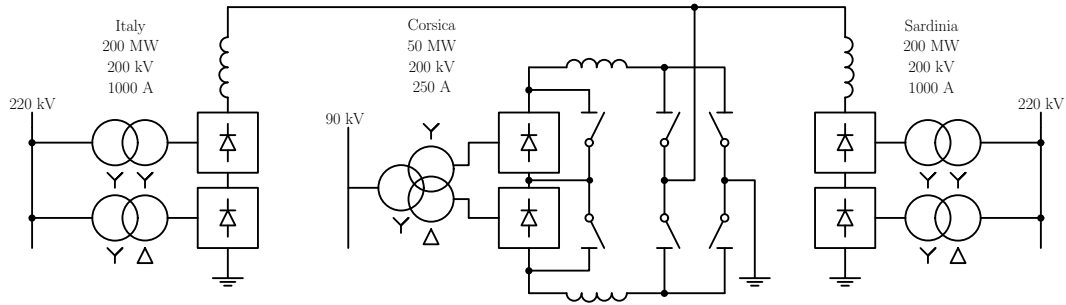 Italy
200 MW
200 kV
1000 A
220 kV
Corsica
50 MW
200 kV
250 A
90 kV
Sardinia
200 MW
200 kV
1000 A
220 kV